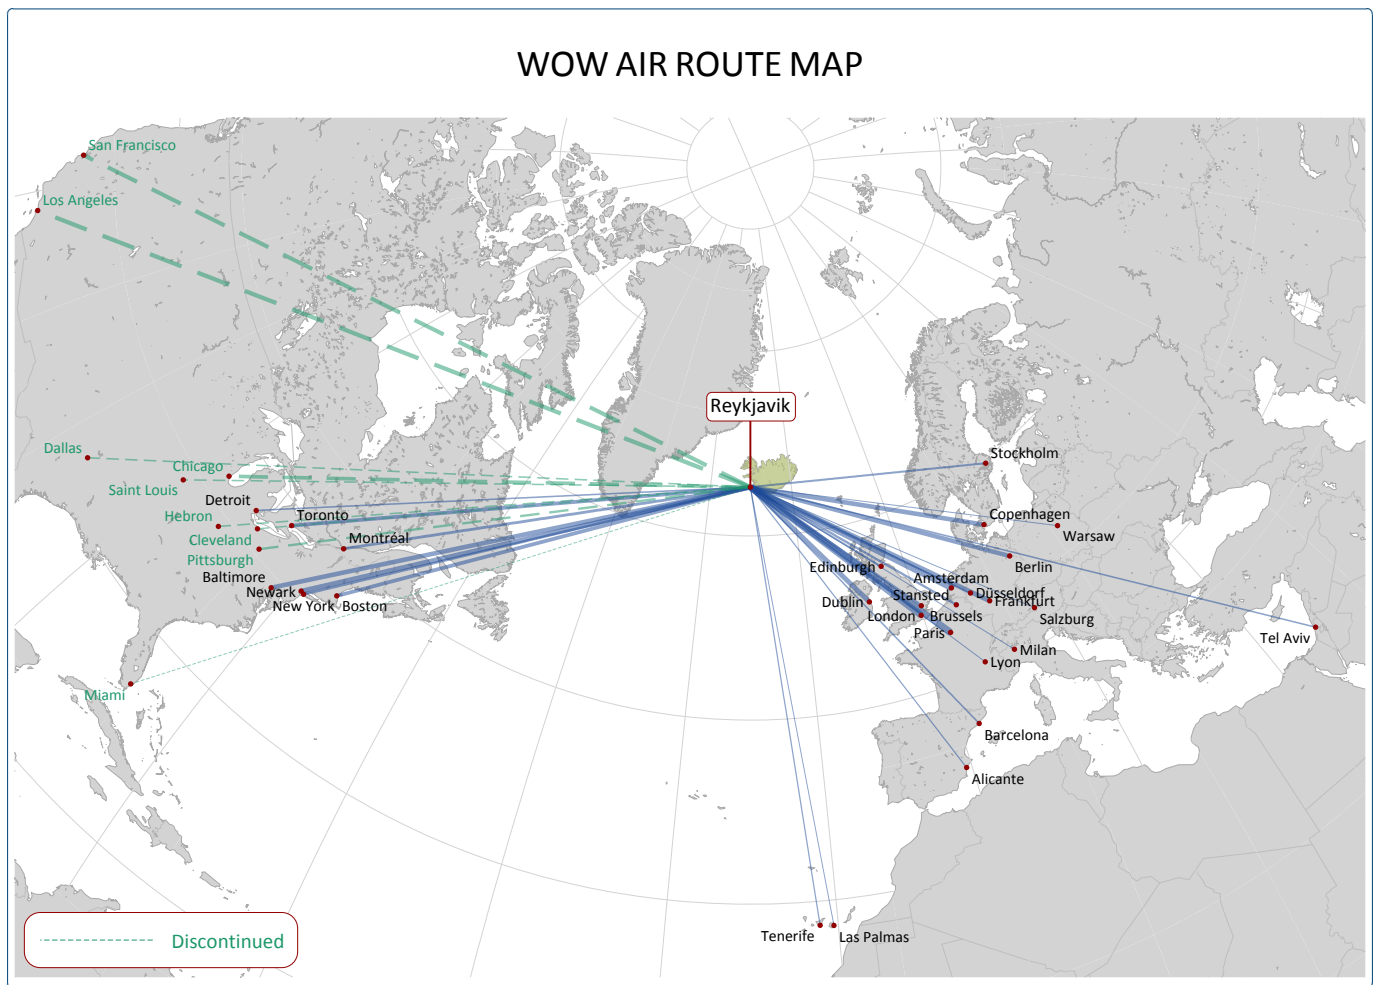 WOW AIR ROUTE MAP
San Francisco
Los Angeles
Reykjavik
Dallas
Chicago
Saint Louis
Detroit
Hebron
Toronto
Cleveland
Montréal
Pittsburgh
Baltimore
Newark
New York
Boston
Miami
Stockholm
Copenhagen
Warsaw
Berlin
Edinburgh
Amsterdam
Düsseldorf
Stansted
Frankfurt
Dublin
London
Brussels
Salzburg
Paris
Milan
Lyon
Tel Aviv
Barcelona
Alicante
Tenerife
Las Palmas
Discontinued